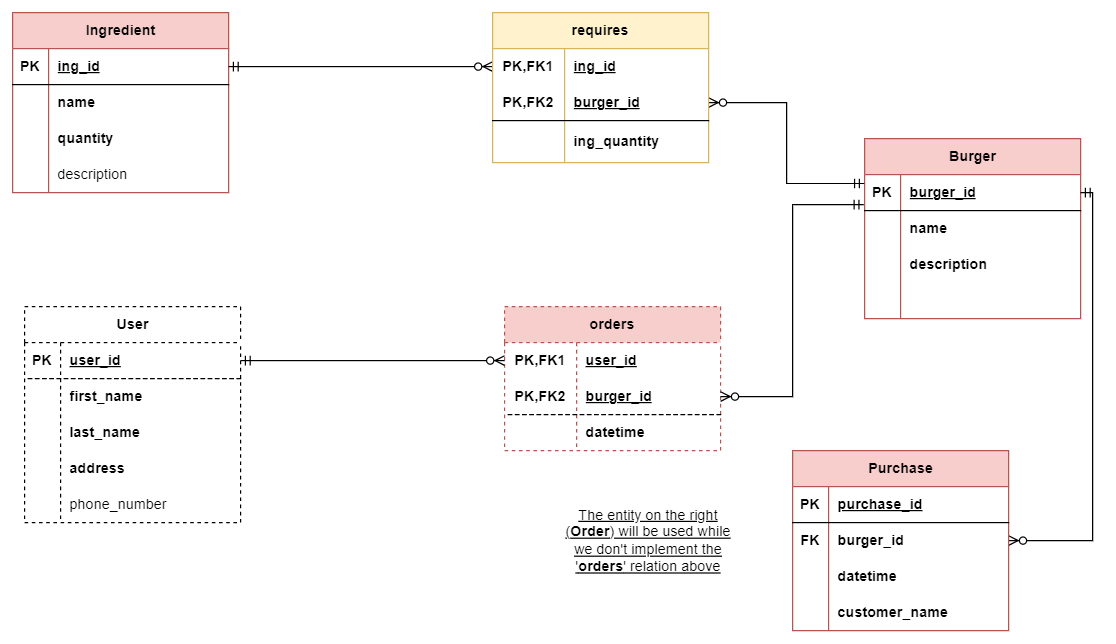 Ingredient
PK ing_id
name
quantity
description
requires
PK,FK1 ing_id
PK,FK2 burger_id
ing_quantity
Burger
PK burger_id
name
description
User
PK user_id
first_name
last_name
address
phone_number
orders
PK,FK1 user_id
PK,FK2 burger_id
datetime
The entity on the right
(Order) will be used while
we don't implement the
'orders' relation above
Purchase
PK purchase_id
FK burger_id
datetime
customer_name